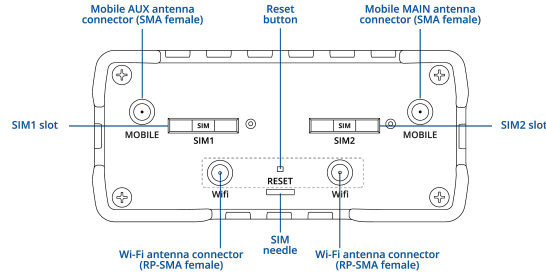 Mobile AUX antenna
connector (SMA female)
Reset
button
Mobile MAIN antenna
connector (SMA female)
SIM1 slot
SIM
SIM
SIM2 slot
MOBILE
SIM1
SIM2
MOBILE
RESET
Wifi
Wifi
Wi-Fi antenna connector
(RP-SMA female)
SIM
needle
Wi-Fi antenna connector
(RP-SMA female)